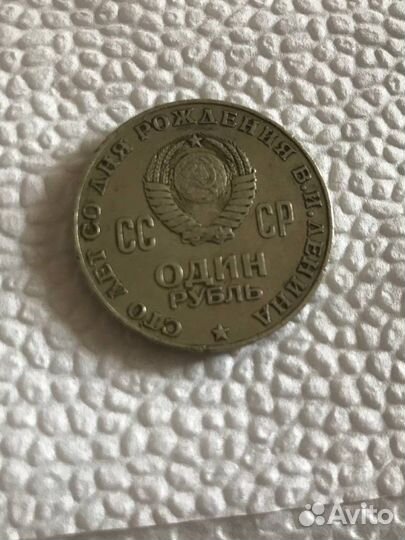 СТО ЛЕТ СО ДНЯ РОЖДЕНИЯ В.И.ЛЕНИНА
СС СР
ОДИН
РУБЛЬ
Avito